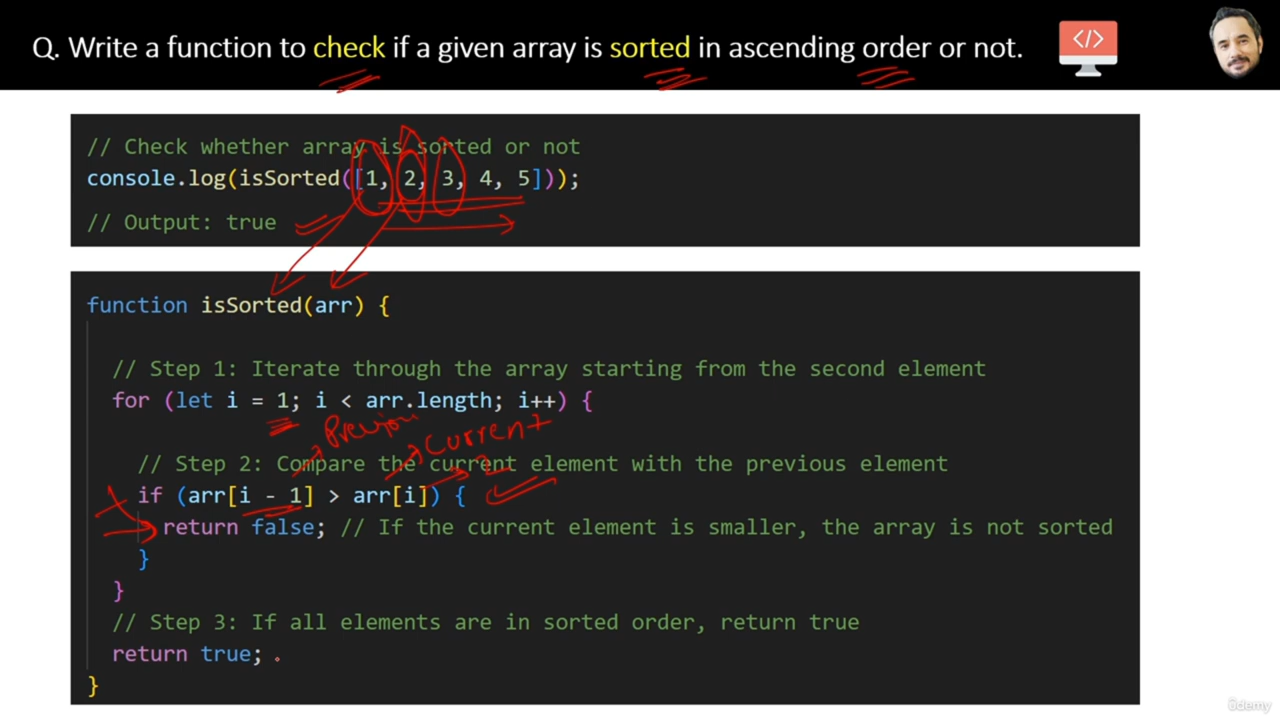 Q. Write a function to check if a given array is sorted in ascending order or not.
</>
// Check whether array is sorted or not
console.log(isSorted([1, 2, 3, 4, 5]));
// Output: true
function isSorted(arr) {
// Step 1: Iterate through the array starting from the second element
for (let i = 1; i < arr.length; i++) {
Previous current
// Step 2: Compare the current element with the previous element
2
if (arr[i - 1] > arr[i]) {
return false; // If the current element is smaller, the array is not sorted
}
}
// Step 3: If all elements are in sorted order, return true
return true;
}
ûdemy